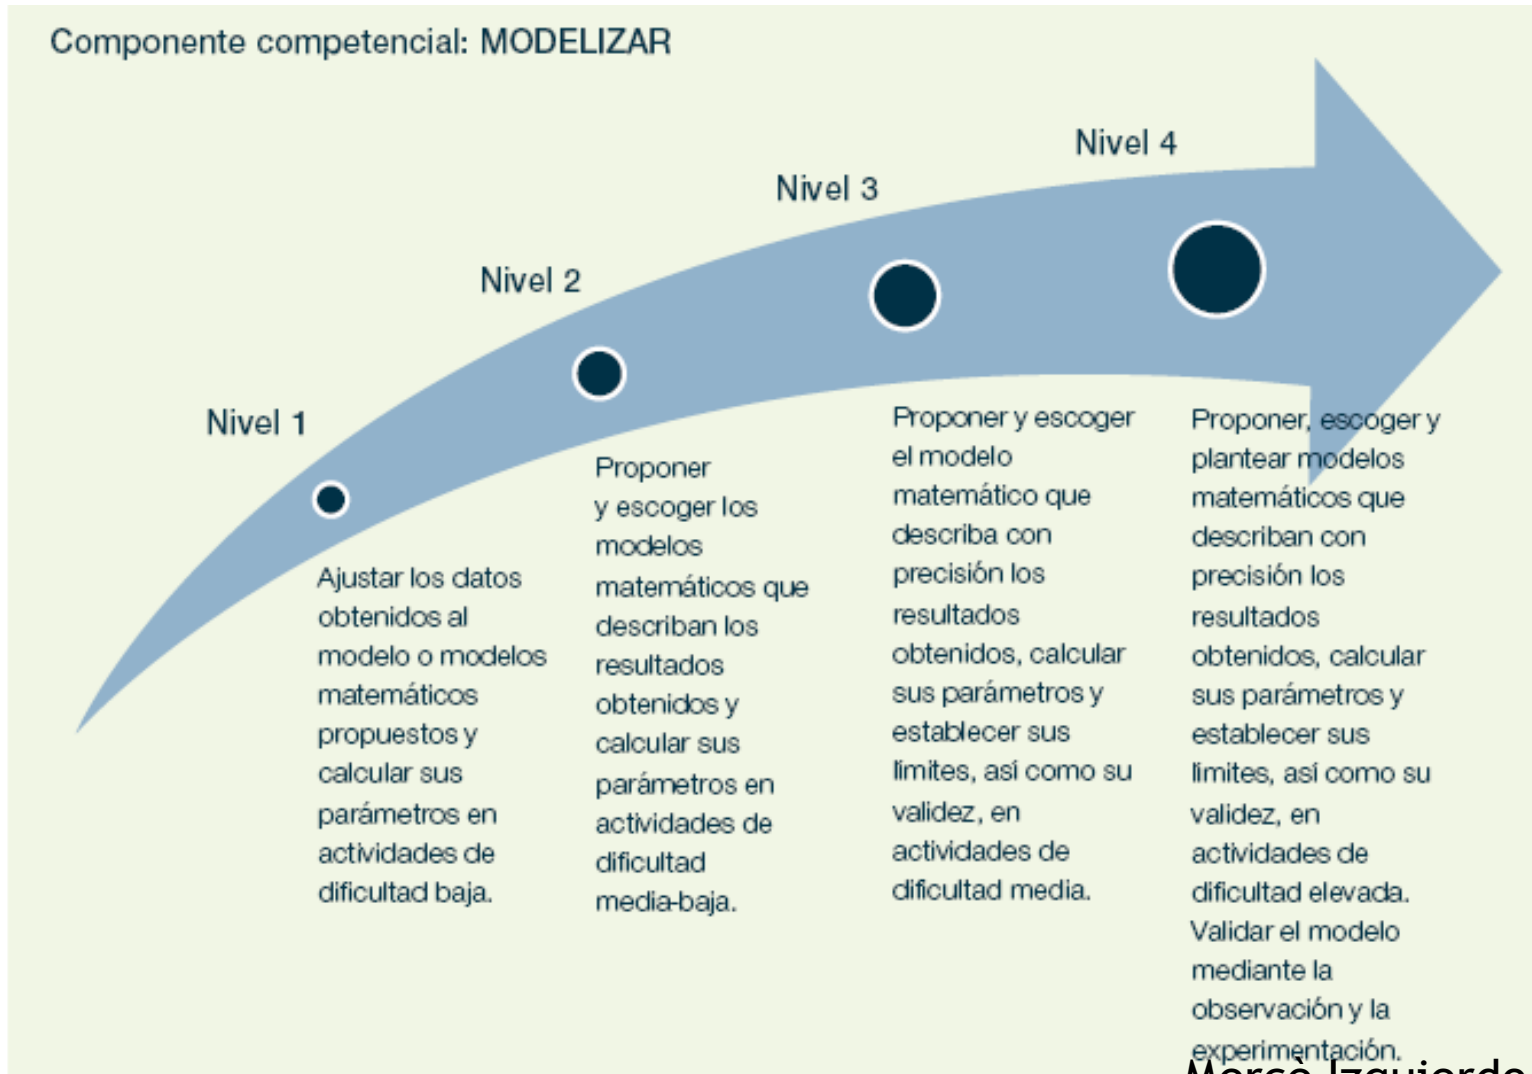 Componente competencial: MODELIZAR
Nivel 1
Ajustar los datos
obtenidos al
modelo o modelos
matemáticos
propuestos y
calcular sus
parámetros en
actividades de
dificultad baja.
Nivel 2
Proponer
y escoger los
modelos
matemáticos que
describan los
resultados
obtenidos y
calcular sus
parámetros en
actividades de
dificultad
media-baja.
Nivel 3
Proponer y escoger
el modelo
matemático que
describa con
precisión los
resultados
obtenidos, calcular
sus parámetros y
establecer sus
límites, así como su
validez, en
actividades de
dificultad media.
Nivel 4
Proponer, escoger y
plantear modelos
matemáticos que
describan con
precisión los
resultados
obtenidos, calcular
sus parámetros y
establecer sus
límites, así como su
validez, en
actividades de
dificultad elevada.
Validar el modelo
mediante la
observación y la
experimentación.
Mercè Izquierdo